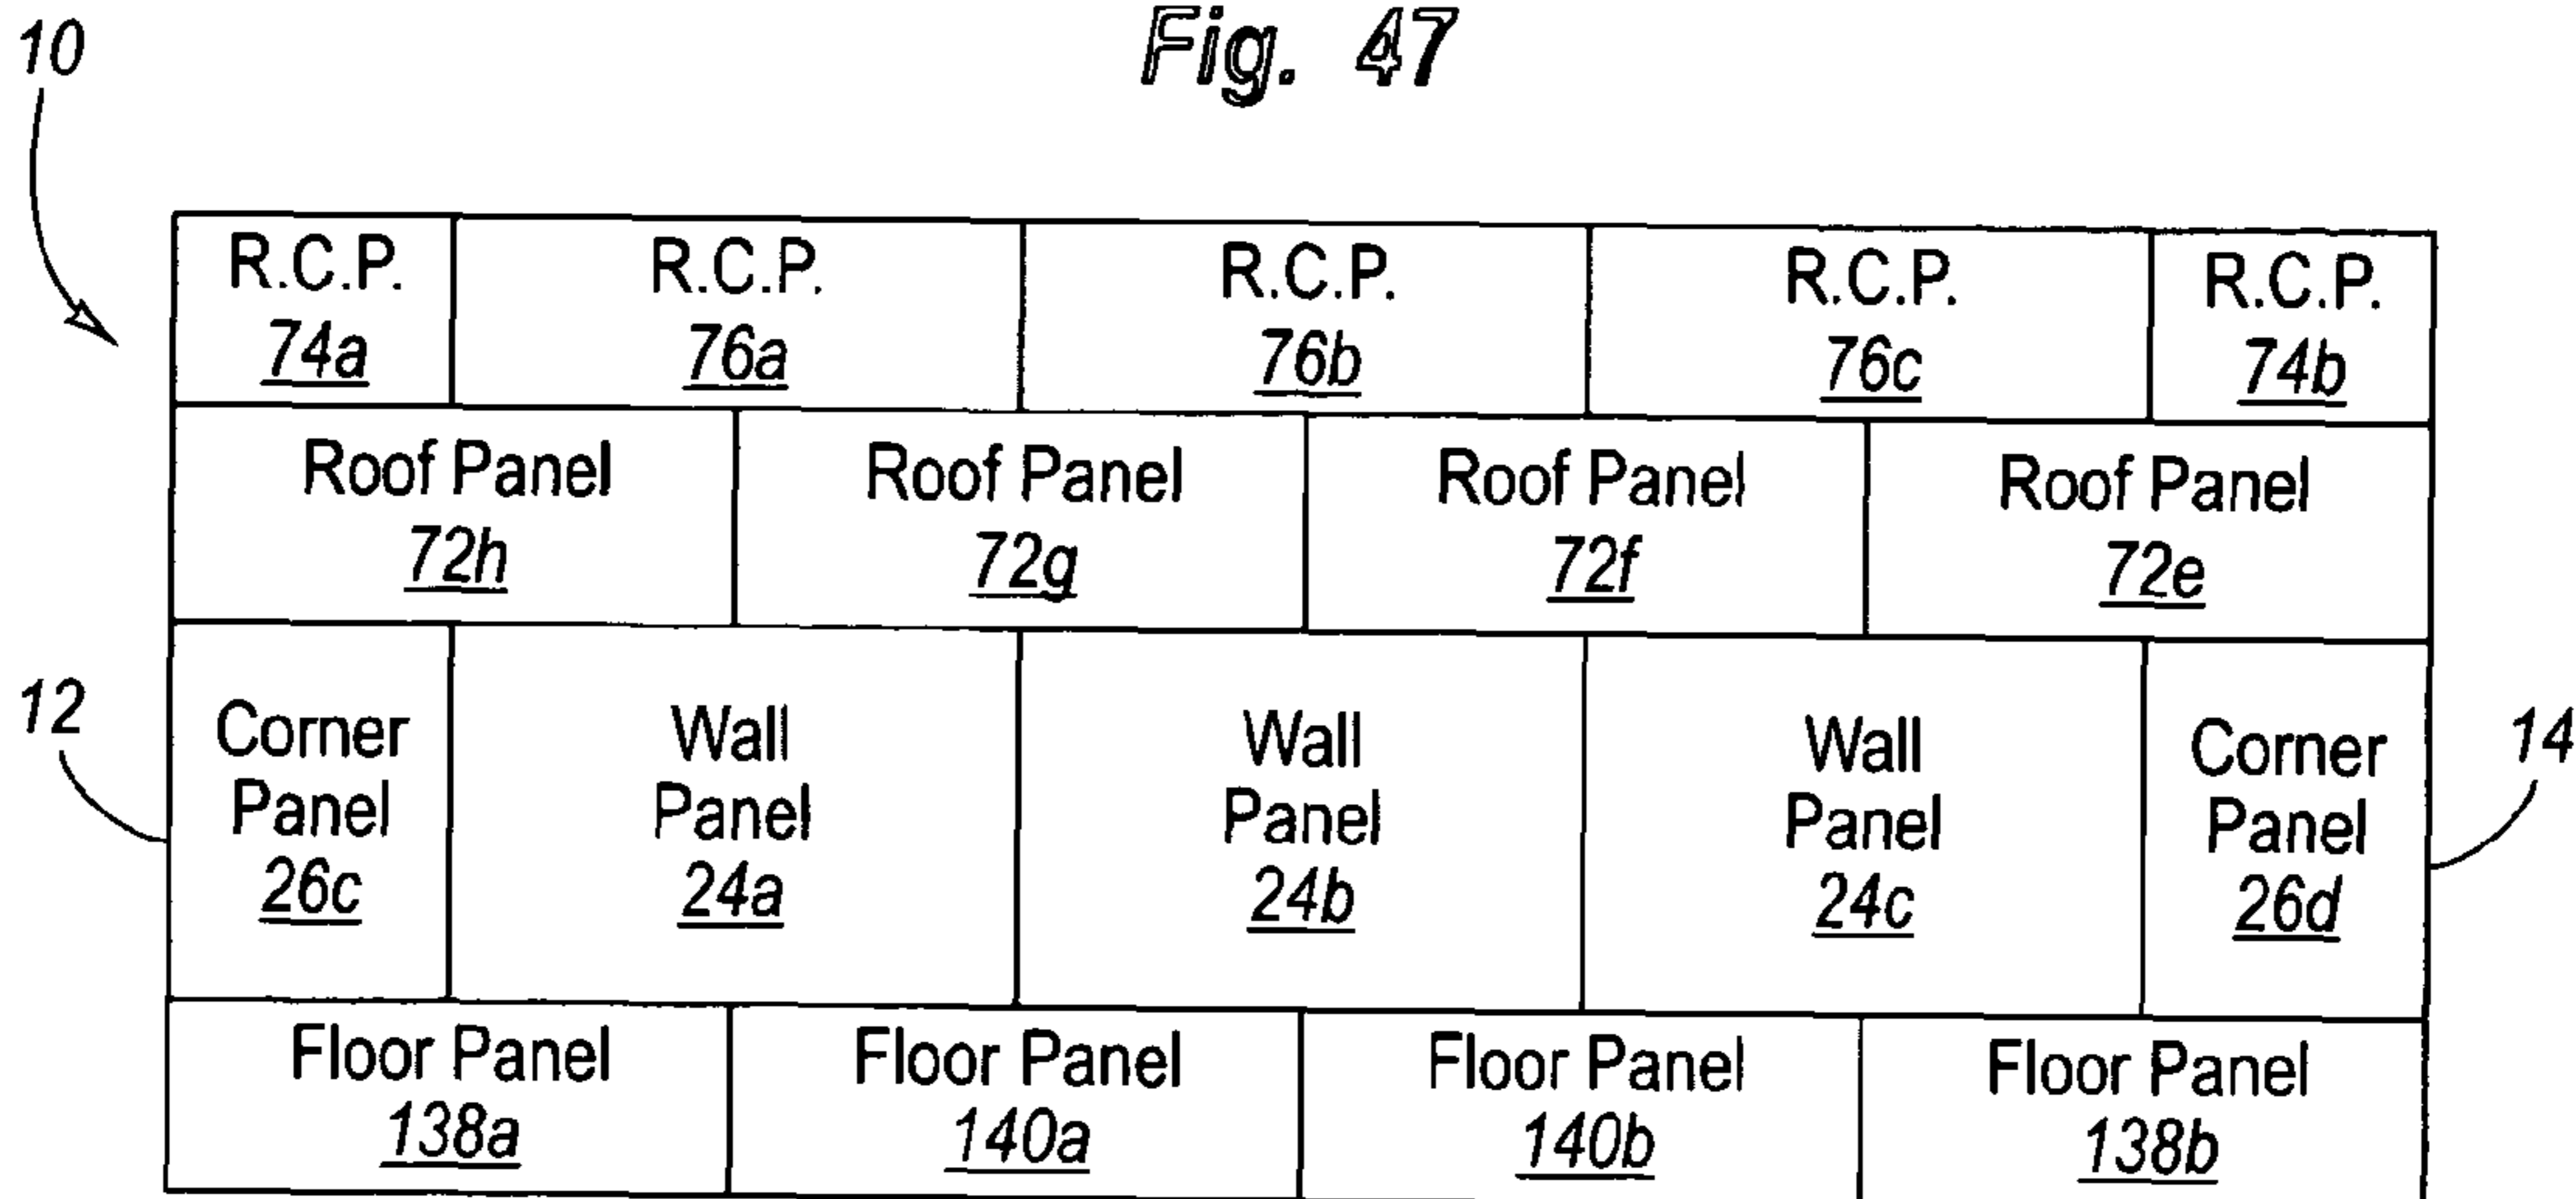 Fig. 47
10
R.C.P. R.C.P. R.C.P. R.C.P. R.C.P.
74a 76a 76b 76c 74b
Roof Panel Roof Panel Roof Panel Roof Panel
72h 72g 72f 72e
12
Corner Panel 26c
Wall Panel 24a
Wall Panel 24b
Wall Panel 24c
Corner Panel 26d
14
Floor Panel Floor Panel Floor Panel Floor Panel
138a 140a 140b 138b